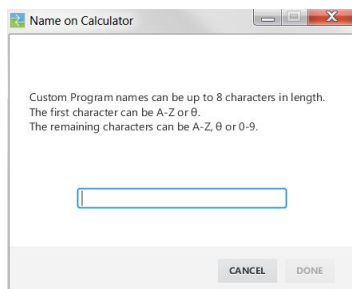 Name on Calculator
Custom Program names can be up to 8 characters in length.
The first character can be A-Z or θ.
The remaining characters can be A-Z, θ or 0-9.
CANCEL DONE